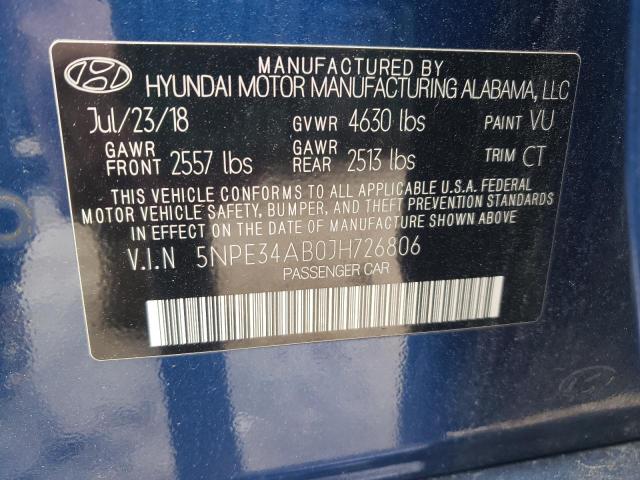 MANUFACTURED BY
HYUNDAI MOTOR MANUFACTURING ALABAMA, LLC
Jul/23/18 GVWR 4630 lbs PAINT VU
GAWR FRONT 2557 lbs GAWR REAR 2513 lbs TRIM CT
THIS VEHICLE CONFORMS TO ALL APPLICABLE U.S.A. FEDERAL
MOTOR VEHICLE SAFETY, BUMPER, AND THEFT PREVENTION STANDARDS
IN EFFECT ON THE DATE OF MANUFACTURE SHOWN ABOVE.
V.I.N 5NPE34AB0JH726806
PASSENGER CAR